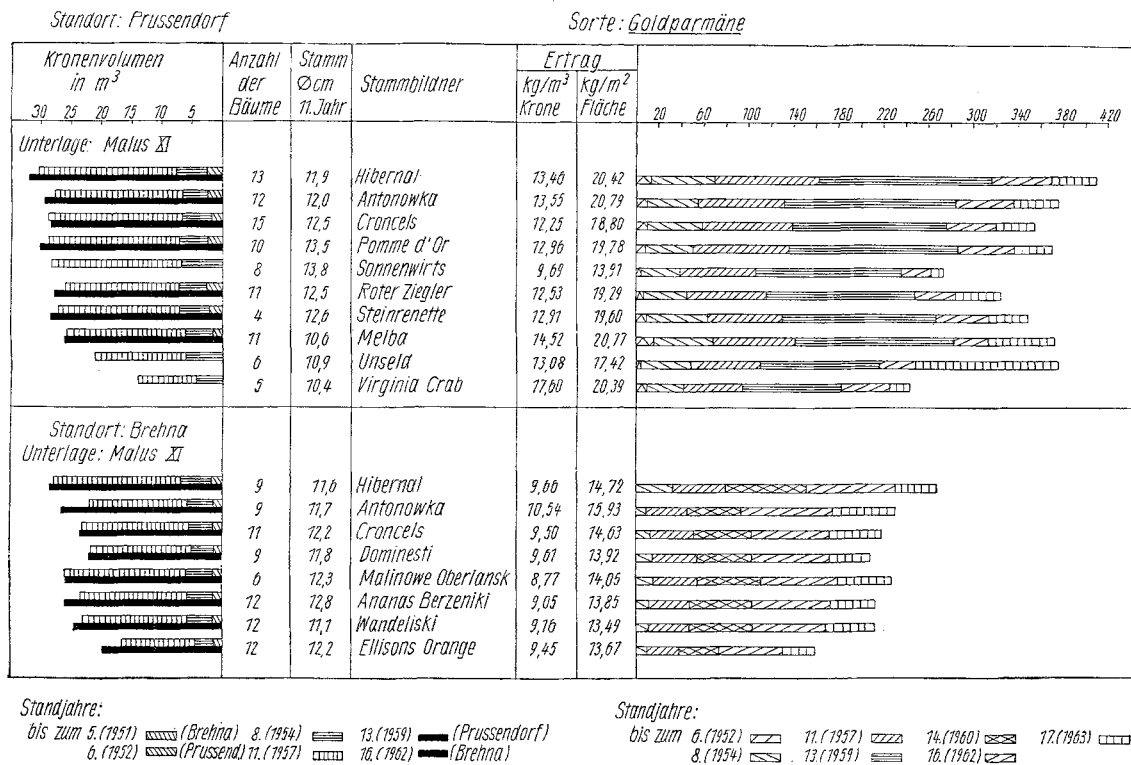 Standort: Prussendorf Sorte: Goldparmäne
Kronenvolumen in m³ Anzahl der Bäume Stamm Ø cm 11. Jahr Stammbildner Ertrag kg/m³ Krone kg/m² Fläche
30 25 20 15 10 5 20 60 100 140 180 220 260 300 340 380 420
Unterlage: Malus XI
13 11,9 Hibernal 13,46 20,42
12 12,0 Antonowka 13,55 20,79
15 12,5 Croncels 12,25 18,80
10 13,5 Pomme d'Or 12,96 19,78
8 13,8 Sonnenwirts 9,69 13,91
11 12,5 Roter Ziegler 12,53 19,29
4 12,6 Steinrenette 12,91 19,60
11 10,6 Melba 14,52 20,77
6 10,9 Unseld 13,08 17,42
5 10,4 Virginia Crab 17,60 20,39
Standort: Brehna
Unterlage: Malus XI
9 11,6 Hibernal 9,66 14,72
9 11,7 Antonowka 10,54 15,93
11 12,2 Croncels 9,50 14,63
9 11,8 Dominesti 9,61 13,92
6 12,3 Malinowe Oberlansk 8,77 14,05
12 12,8 Ananas Berzeniki 9,05 13,85
12 11,1 Wandeliski 9,16 13,49
12 12,2 Ellisons Orange 9,45 13,67
Standjahre:
bis zum 5.(1951) (Brehna) 8.(1954) 13.(1959) (Prussendorf)
6.(1952) (Prussend) 11.(1957) 16.(1962) (Brehna)
Standjahre:
bis zum 6.(1952) 11.(1957) 14.(1960) 17.(1963)
8.(1954) 13.(1959) 16.(1962)